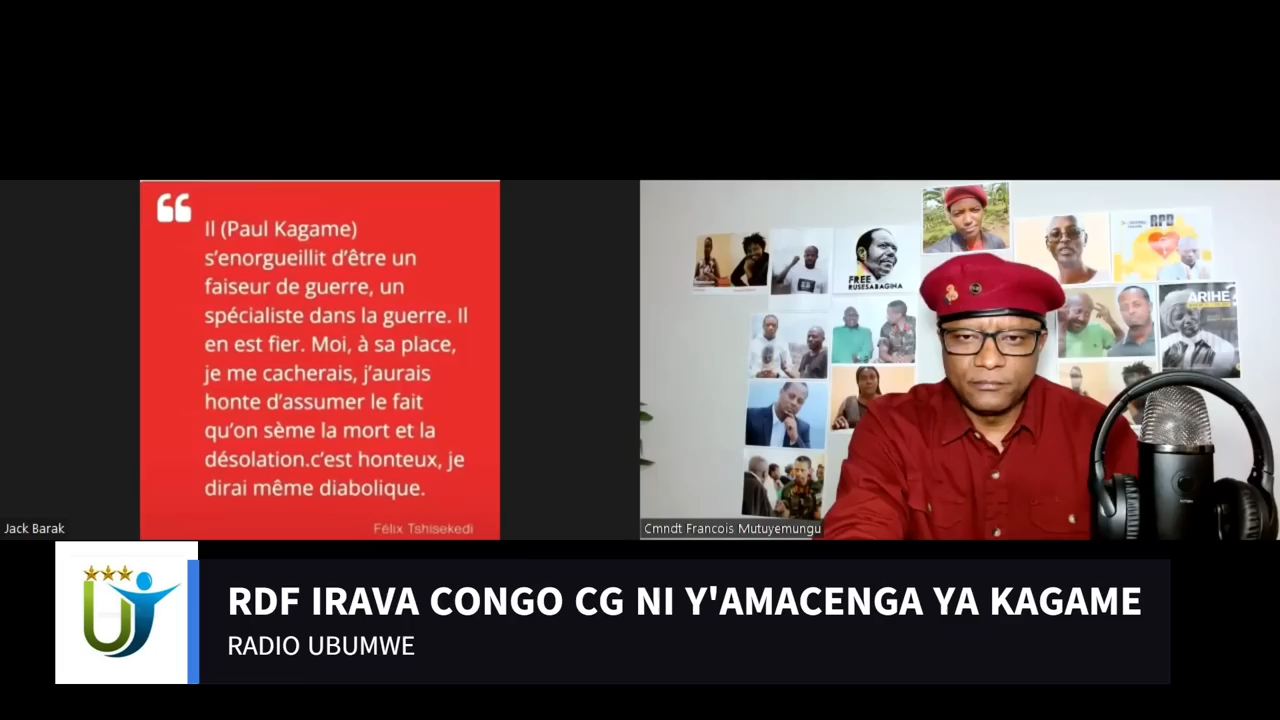 Il (Paul Kagame)
s'enorgueillit d'être un
faiseur de guerre, un
spécialiste dans la guerre. Il
en est fier. Moi, à sa place,
je me cacherais, j'aurais
honte d'assumer le fait
qu'on sème la mort et la
désolation.c'est honteux, je
dirai même diabolique.
Félix Tshisekedi
Jack Barak
FREE
RUSESABAGINA
RPB
ARIHE?
Cmndt Francois Mutuyemungu
RDF IRAVA CONGO CG NI Y'AMACENGA YA KAGAME
RADIO UBUMWE